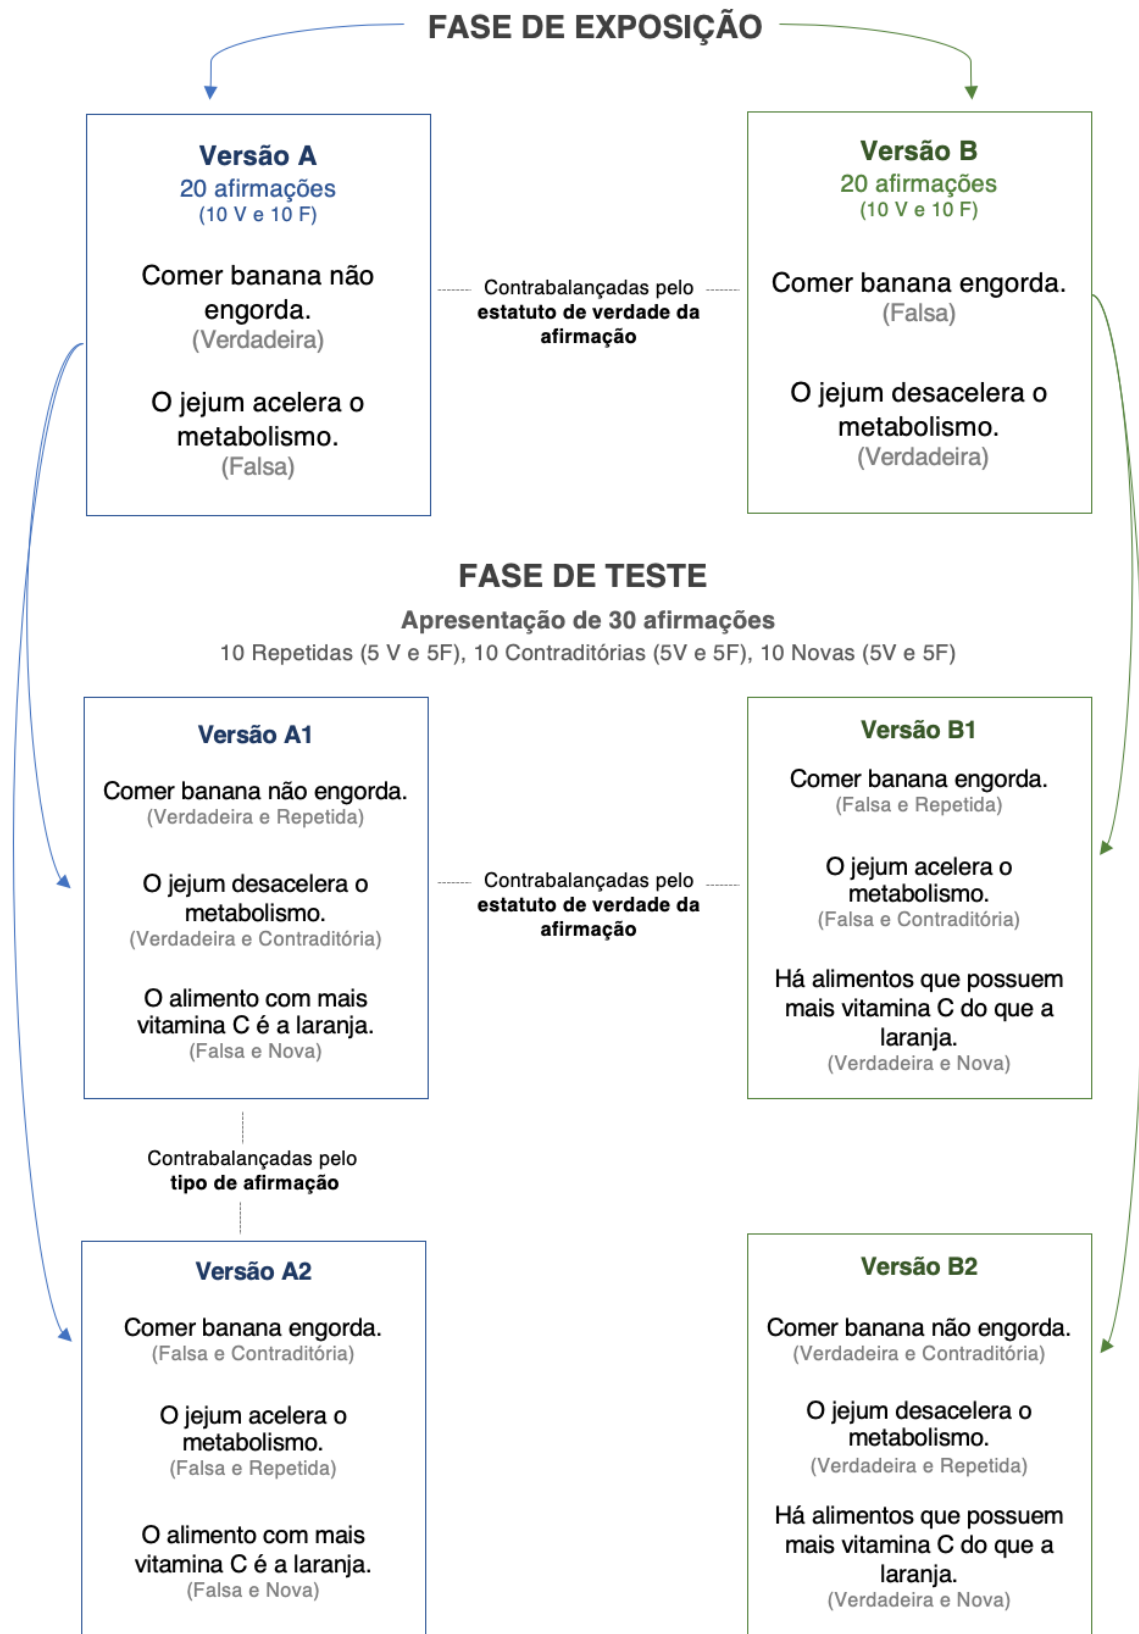 FASE DE EXPOSIÇÃO
Versão A
20 afirmações
(10 V e 10 F)
Comer banana não
engorda.
(Verdadeira)
O jejum acelera o
metabolismo.
(Falsa)
Contrabalançadas pelo
estatuto de verdade da
afirmação
Versão B
20 afirmações
(10 V e 10 F)
Comer banana engorda.
(Falsa)
O jejum desacelera o
metabolismo.
(Verdadeira)
FASE DE TESTE
Apresentação de 30 afirmações
10 Repetidas (5 V e 5F), 10 Contraditórias (5V e 5F), 10 Novas (5V e 5F)
Versão A1
Comer banana não engorda.
(Verdadeira e Repetida)
O jejum desacelera o
metabolismo.
(Verdadeira e Contraditória)
O alimento com mais
vitamina C é a laranja.
(Falsa e Nova)
Contrabalançadas pelo
estatuto de verdade da
afirmação
Versão B1
Comer banana engorda.
(Falsa e Repetida)
O jejum acelera o
metabolismo.
(Falsa e Contraditória)
Há alimentos que possuem
mais vitamina C do que a
laranja.
(Verdadeira e Nova)
Contrabalançadas pelo
tipo de afirmação
Versão A2
Comer banana engorda.
(Falsa e Contraditória)
O jejum acelera o
metabolismo.
(Falsa e Repetida)
O alimento com mais
vitamina C é a laranja.
(Falsa e Nova)
Versão B2
Comer banana não engorda.
(Verdadeira e Contraditória)
O jejum desacelera o
metabolismo.
(Verdadeira e Repetida)
Há alimentos que possuem
mais vitamina C do que a
laranja.
(Verdadeira e Nova)